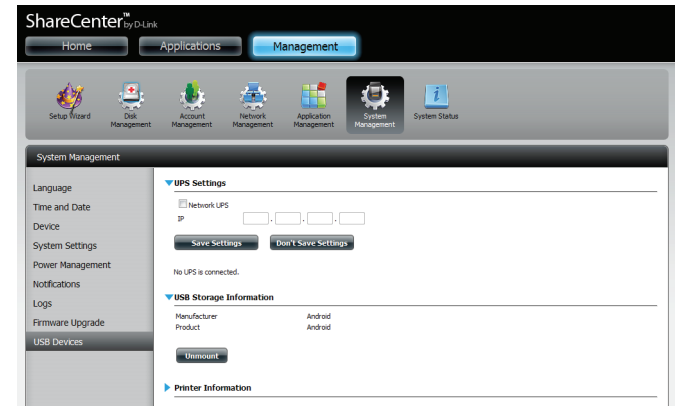 ShareCenter™ by D-Link
Home Applications Management
Setup Wizard Disk Management Account Management Network Management Application Management System Management System Status
System Management
Language
Time and Date
Device
System Settings
Power Management
Notifications
Logs
Firmware Upgrade
USB Devices
UPS Settings
Network UPS
IP . . .
Save Settings Don't Save Settings
No UPS is connected.
USB Storage Information
Manufacturer Android
Product Android
Unmount
Printer Information